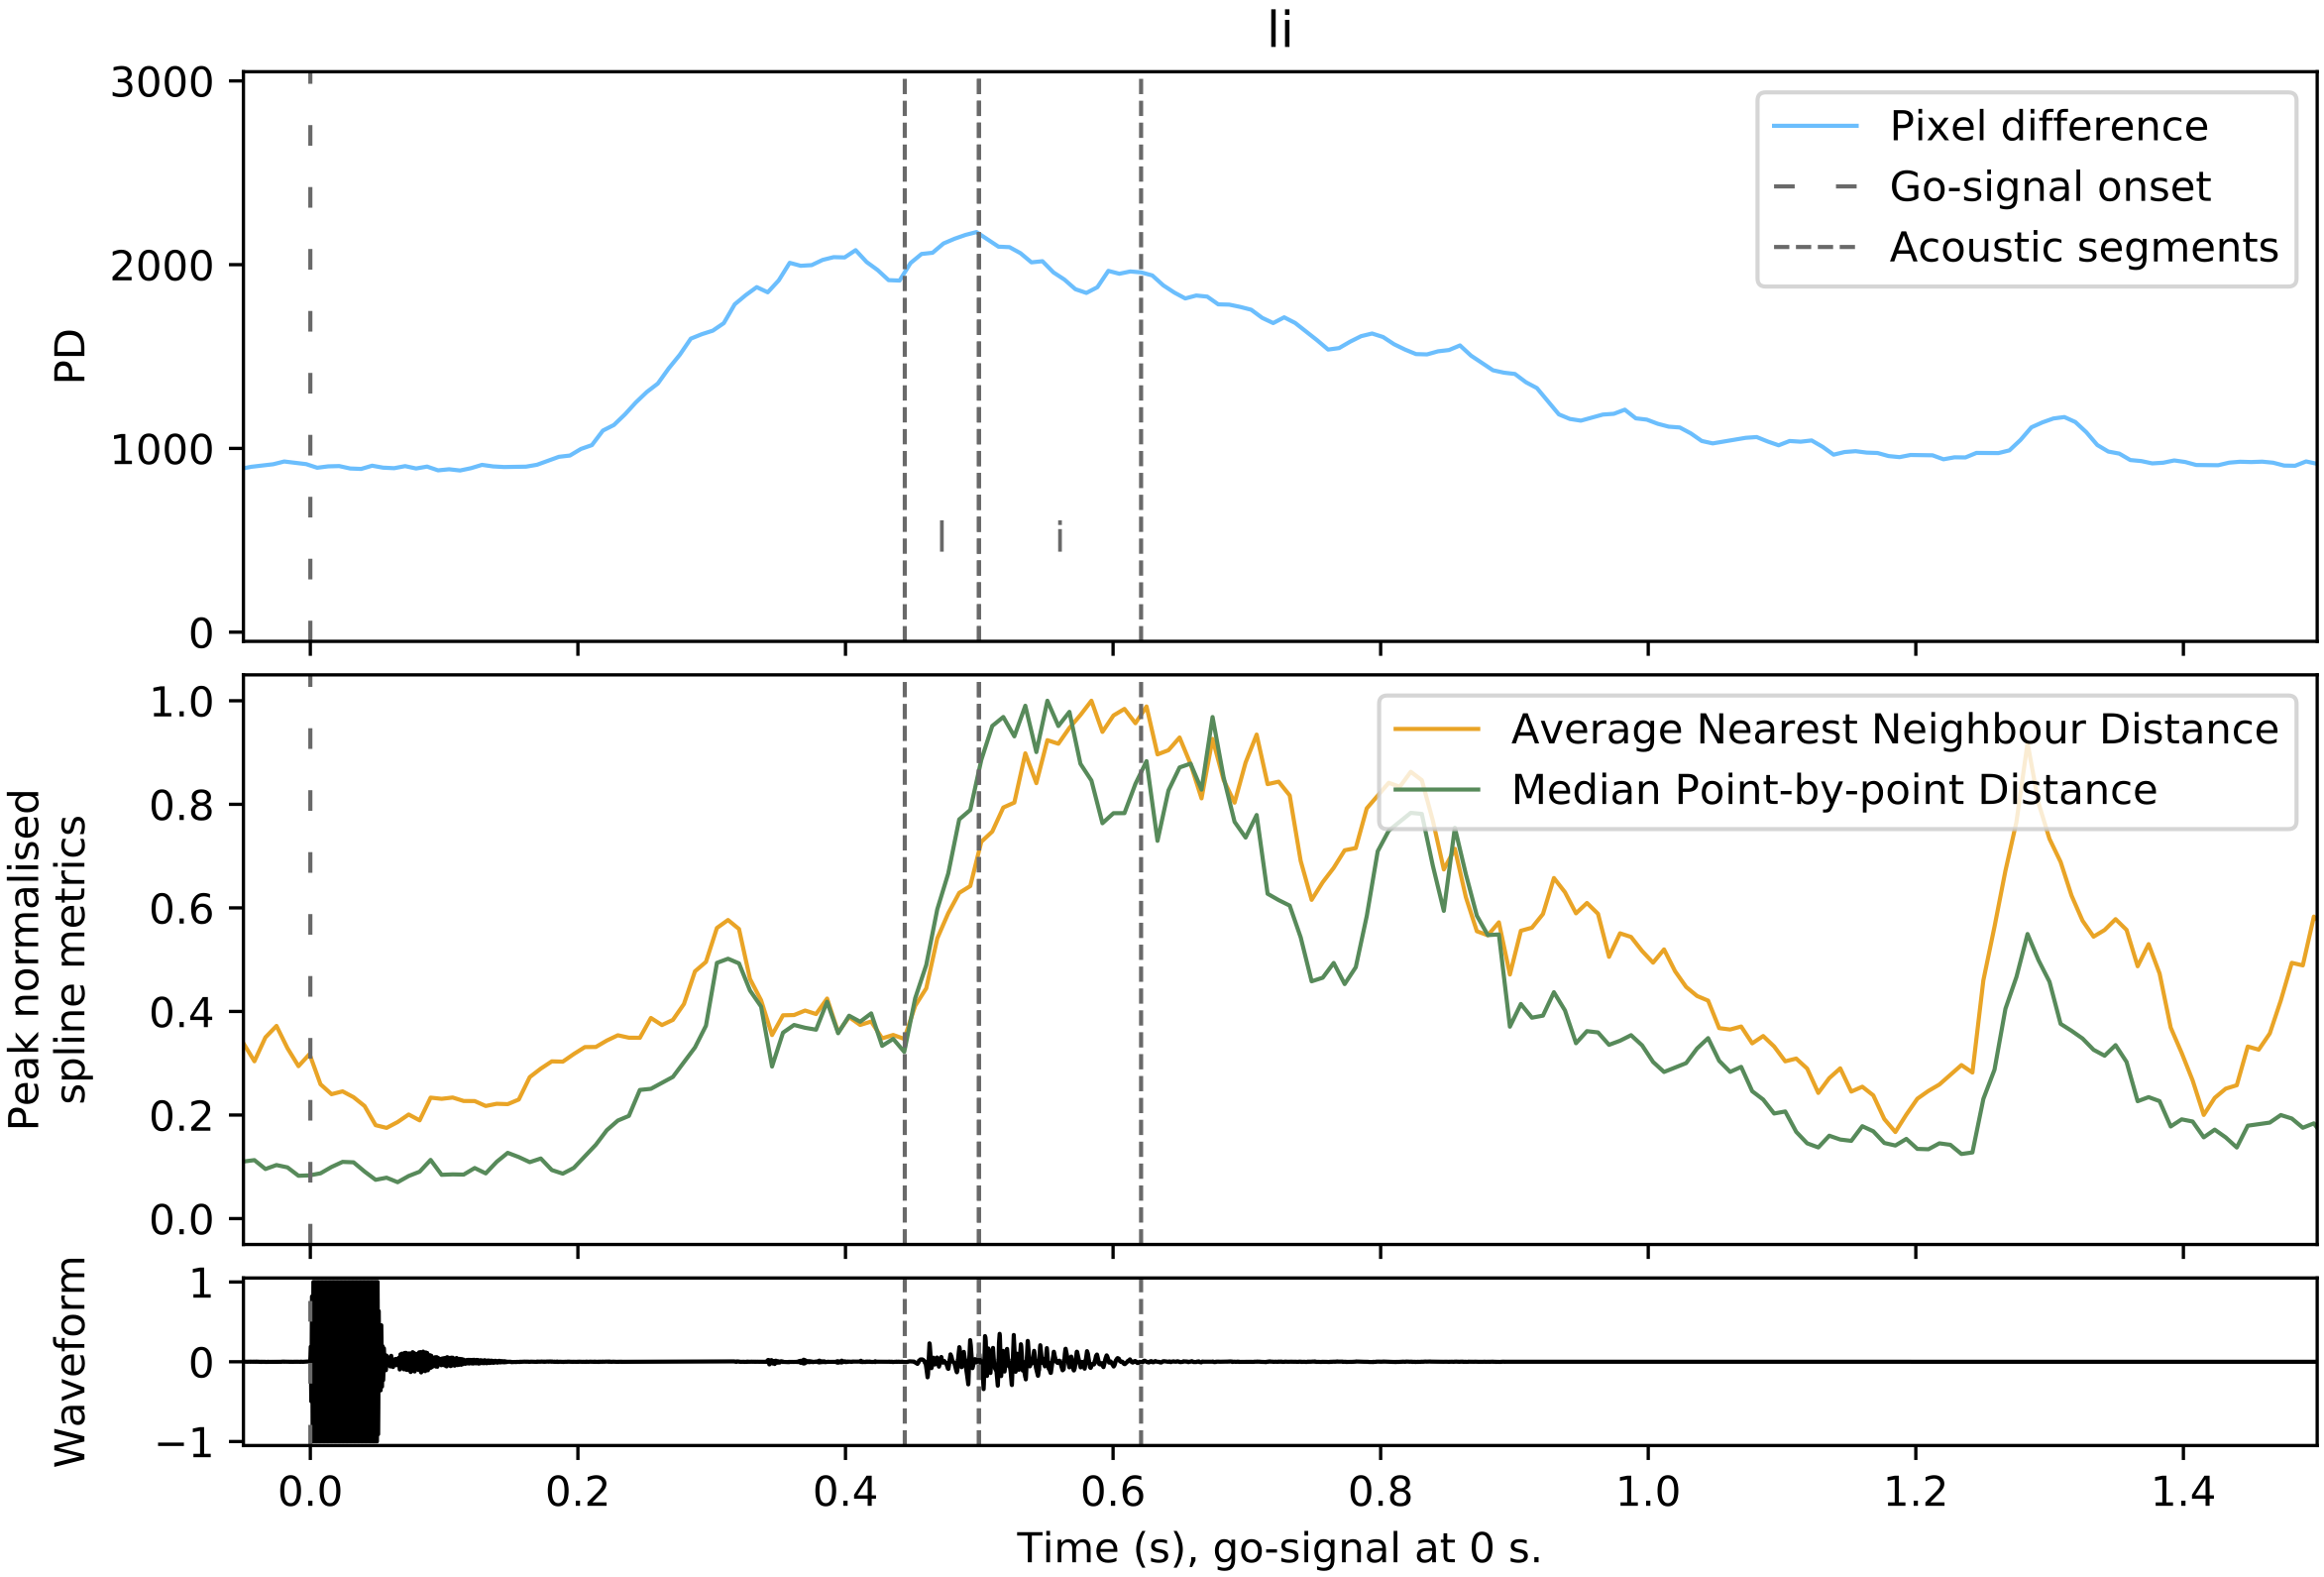 li
3000
2000
1000
0
PD
Pixel difference
Go-signal onset
Acoustic segments
l
i
1.0
0.8
0.6
0.4
0.2
0.0
Peak normalised
spline metrics
Average Nearest Neighbour Distance
Median Point-by-point Distance
1
0
−1
Waveform
0.0 0.2 0.4 0.6 0.8 1.0 1.2 1.4
Time (s), go-signal at 0 s.